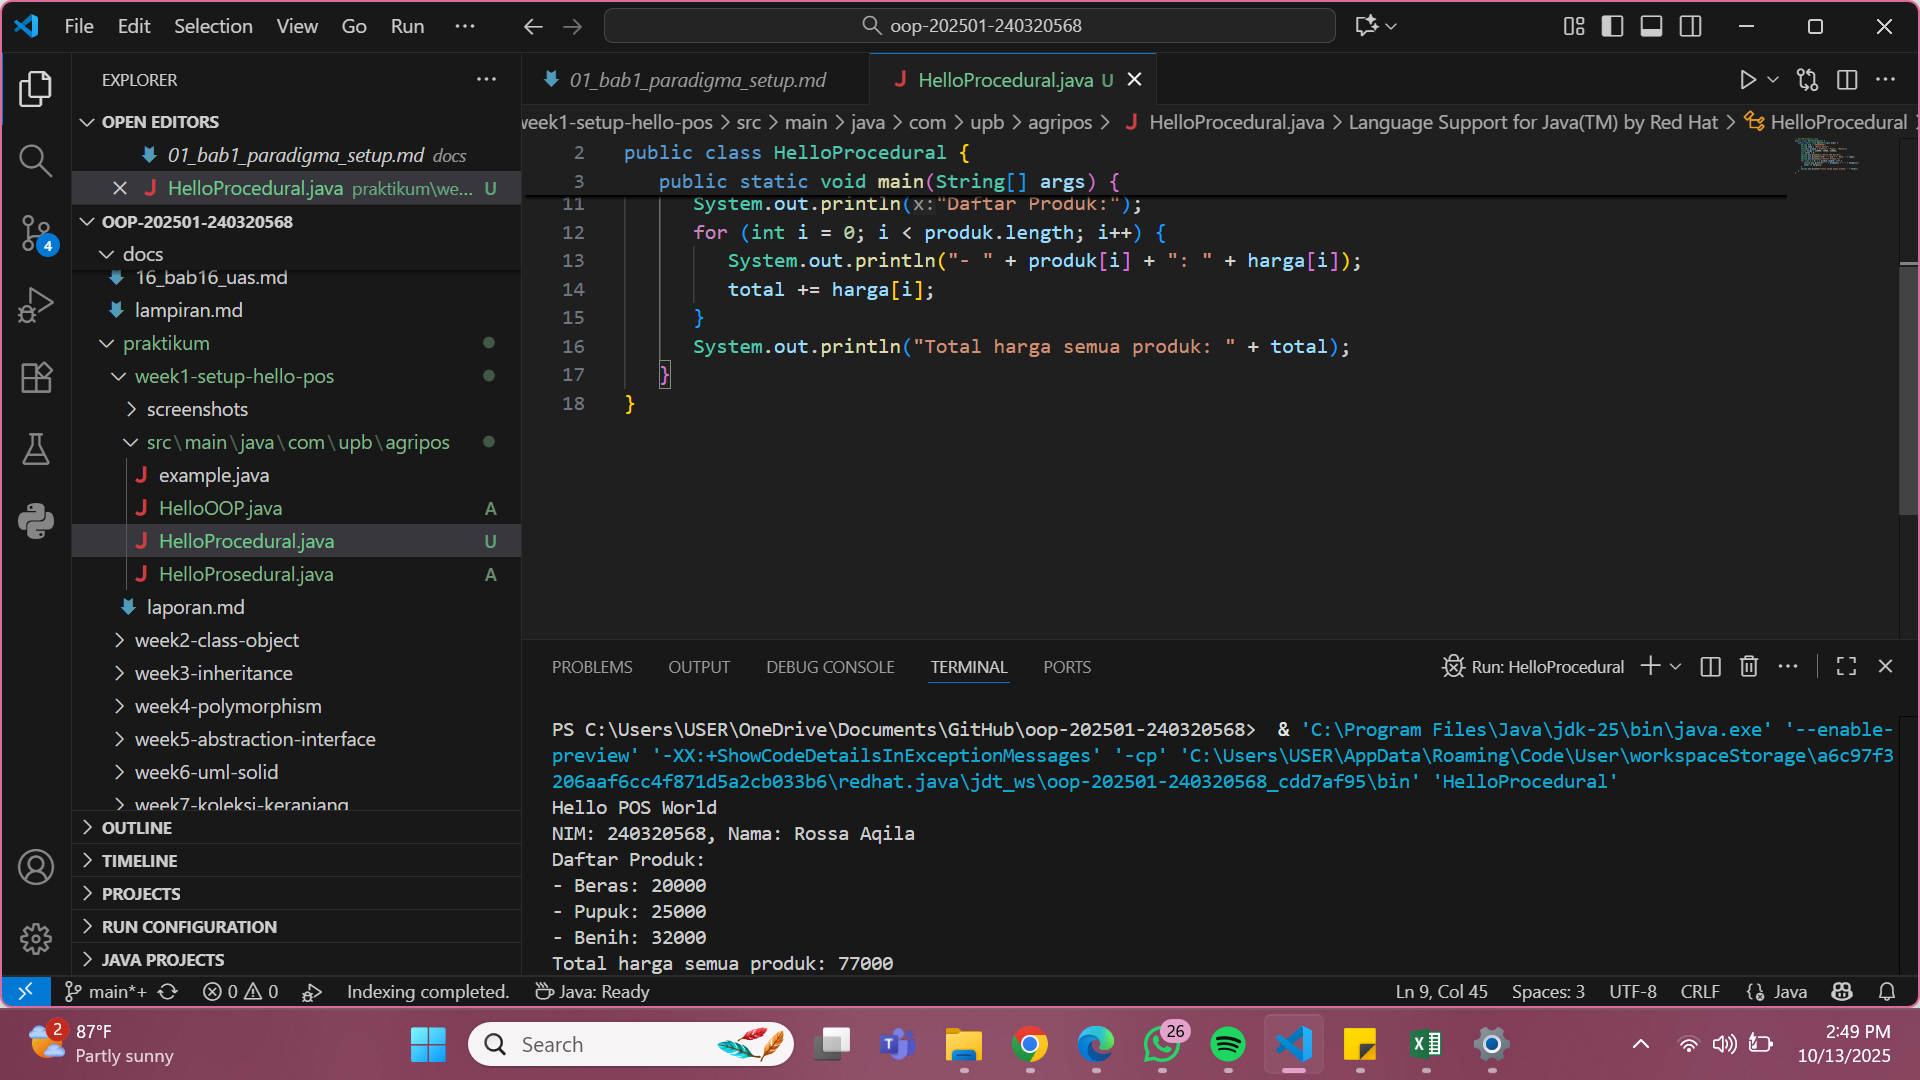 File Edit Selection View Go Run ···
oop-202501-240320568
EXPLORER
OPEN EDITORS
01_bab1_paradigma_setup.md docs
HelloProcedural.java praktikum\we... U
OOP-202501-240320568
docs
16_bab16_uas.md
lampiran.md
praktikum
week1-setup-hello-pos
screenshots
src\main\java\com\upb\agripos
example.java
HelloOOP.java A
HelloProcedural.java U
HelloProsedural.java A
laporan.md
week2-class-object
week3-inheritance
week4-polymorphism
week5-abstraction-interface
week6-uml-solid
week7-koleksi-keranjang
OUTLINE
TIMELINE
PROJECTS
RUN CONFIGURATION
JAVA PROJECTS
4
01_bab1_paradigma_setup.md
HelloProcedural.java U
week1-setup-hello-pos > src > main > java > com > upb > agripos > HelloProcedural.java > Language Support for Java(TM) by Red Hat > HelloProcedural
2 public class HelloProcedural {
3 public static void main(String[] args) {
11 System.out.println(x:"Daftar Produk:");
12 for (int i = 0; i < produk.length; i++) {
13 System.out.println("- " + produk[i] + ": " + harga[i]);
14 total += harga[i];
15 }
16 System.out.println("Total harga semua produk: " + total);
17 }
18 }
PROBLEMS OUTPUT DEBUG CONSOLE TERMINAL PORTS
Run: HelloProcedural
PS C:\Users\USER\OneDrive\Documents\GitHub\oop-202501-240320568> & 'C:\Program Files\Java\jdk-25\bin\java.exe' '--enable-
preview' '-XX:+ShowCodeDetailsInExceptionMessages' '-cp' 'C:\Users\USER\AppData\Roaming\Code\User\workspaceStorage\a6c97f3
206aaf6cc4f871d5a2cb033b6\redhat.java\jdt_ws\oop-202501-240320568_cdd7af95\bin' 'HelloProcedural'
Hello POS World
NIM: 240320568, Nama: Rossa Aqila
Daftar Produk:
- Beras: 20000
- Pupuk: 25000
- Benih: 32000
Total harga semua produk: 77000
main*+ 0 0 Indexing completed. Java: Ready
Ln 9, Col 45 Spaces: 3 UTF-8 CRLF Java
2
87°F
Partly sunny
Search
26
2:49 PM
10/13/2025